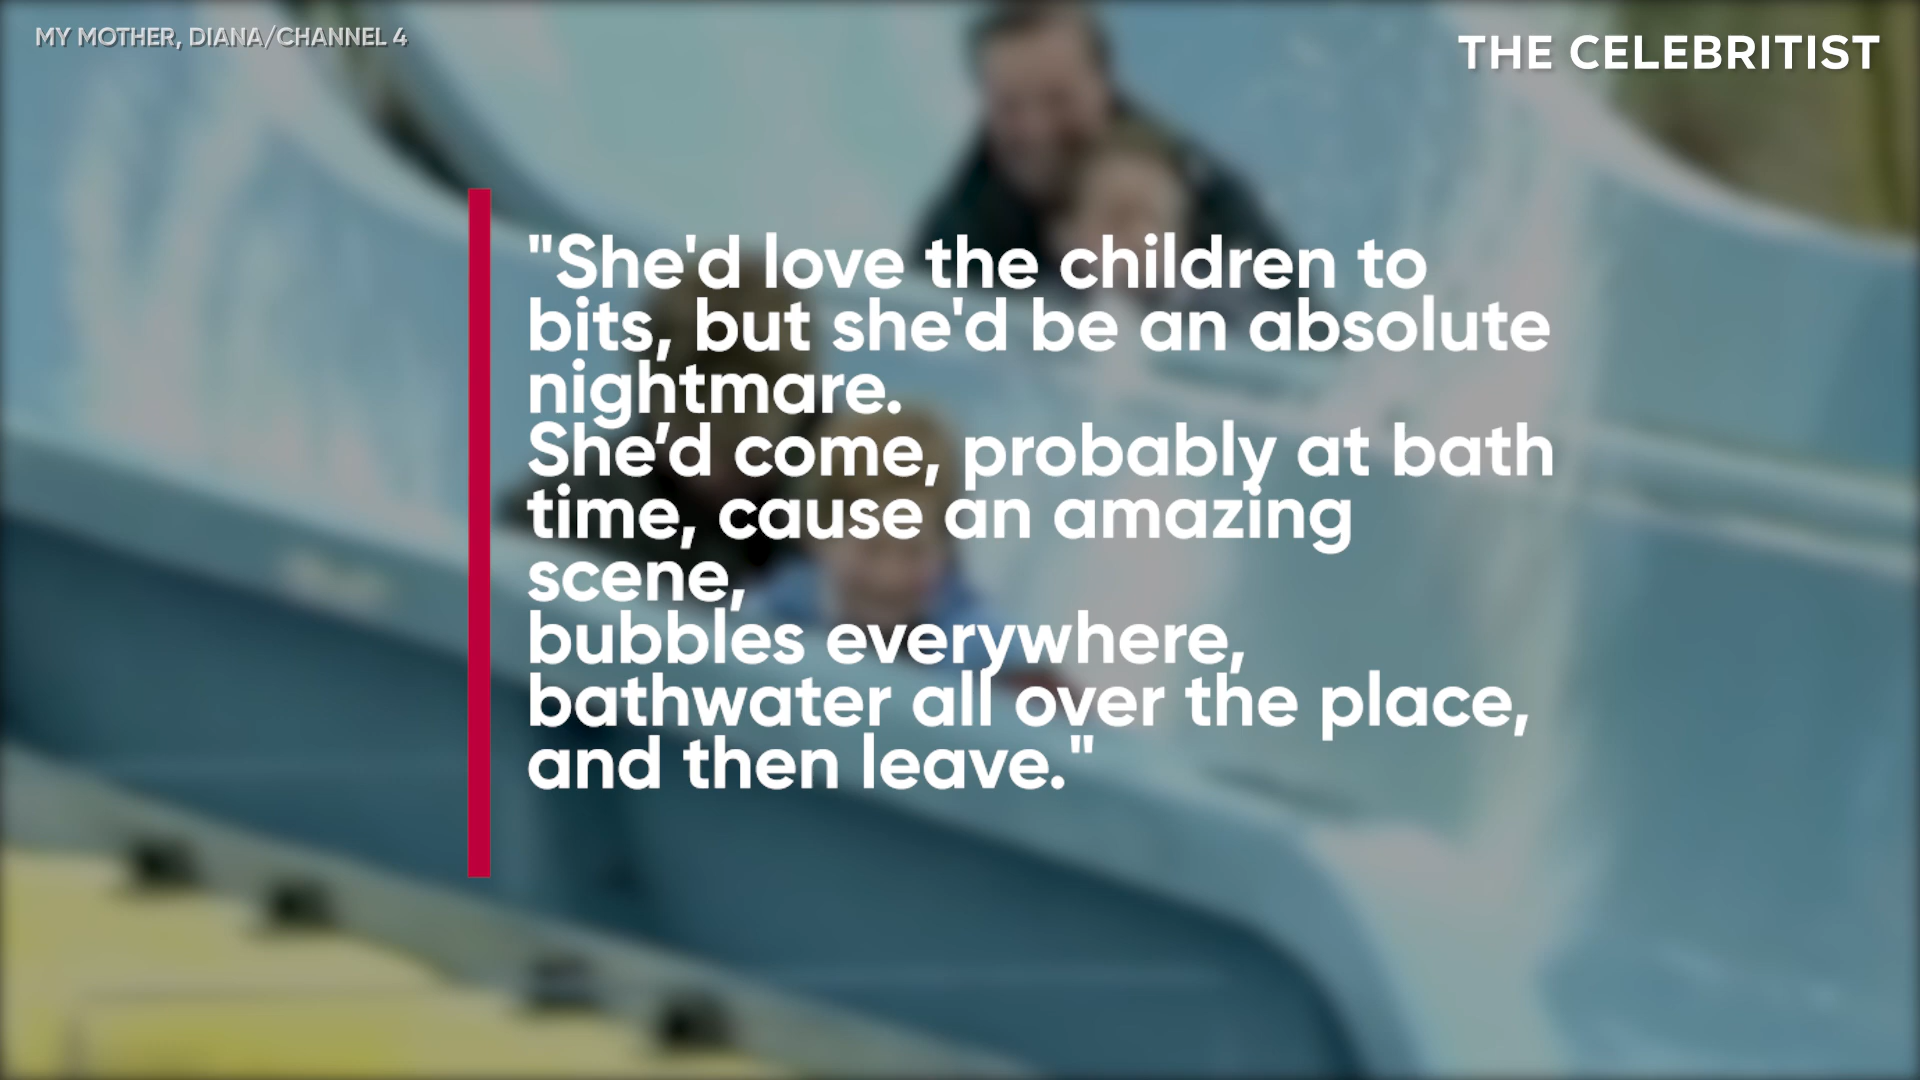 MY MOTHER, DIANA/CHANNEL 4
THE CELEBRITIST
"She'd love the children to
bits, but she'd be an absolute
nightmare.
She’d come, probably at bath
time, cause an amazing
scene,
bubbles everywhere,
bathwater all over the place,
and then leave."